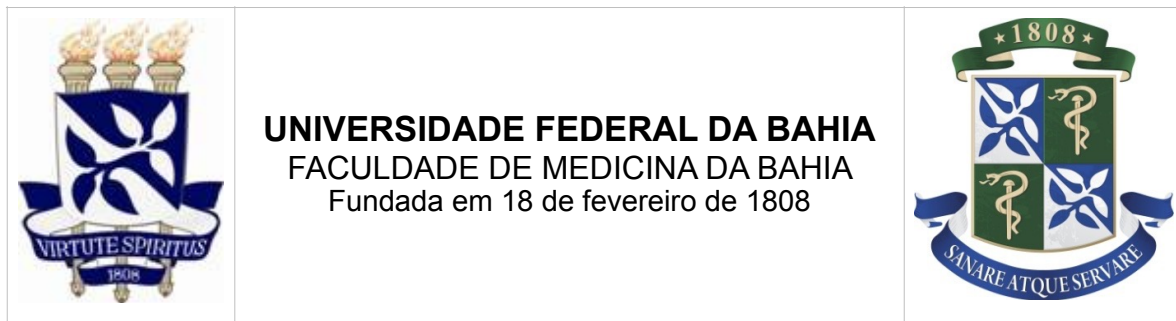 VIRTUTE SPIRITUS
1808
UNIVERSIDADE FEDERAL DA BAHIA
FACULDADE DE MEDICINA DA BAHIA
Fundada em 18 de fevereiro de 1808
1808
SANARE ATQUE SERVARE